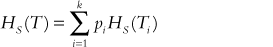 H_S(T) = \sum_{i=1}^{k} p_i H_S(T_i)